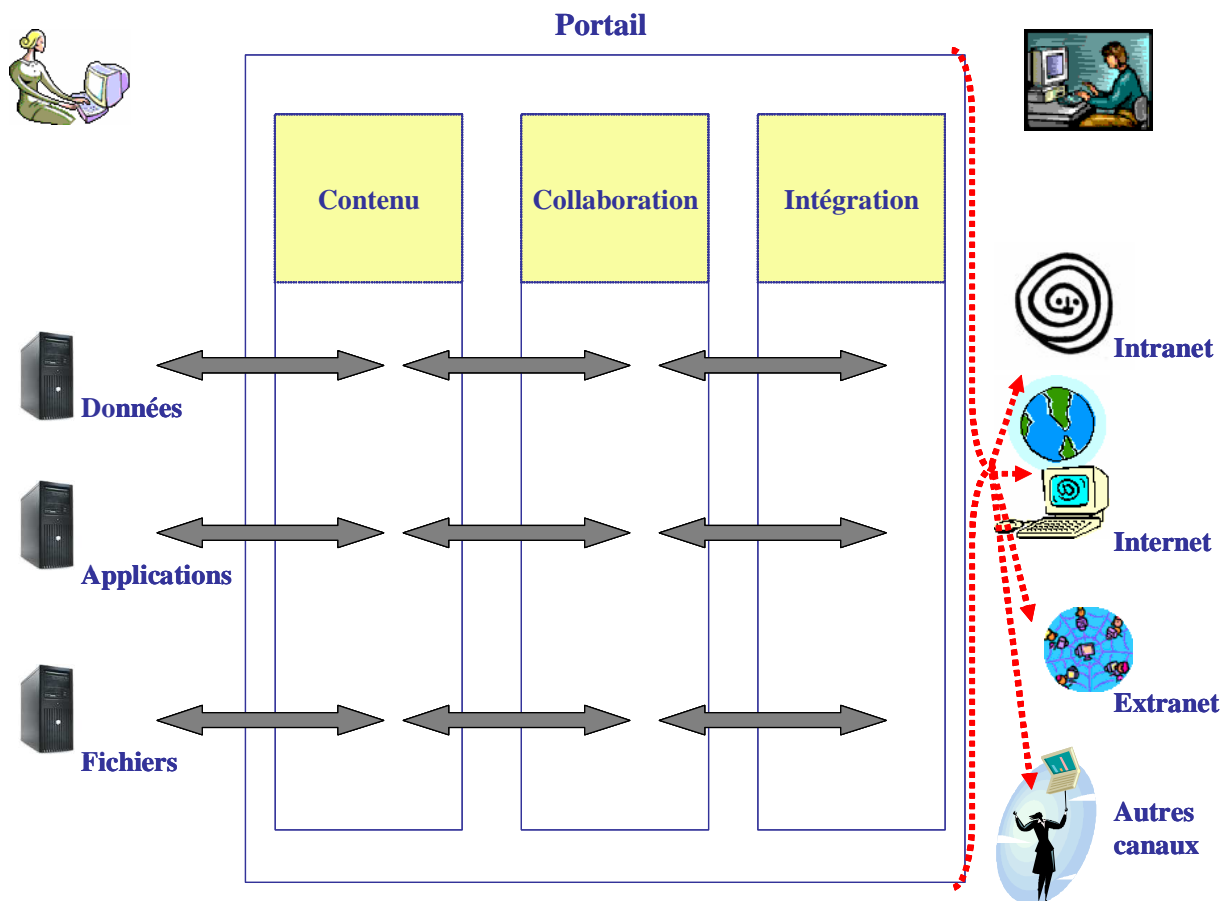 Portail
Contenu
Collaboration
Intégration
Intranet
Données
Internet
Applications
Extranet
Fichiers
Autres
canaux